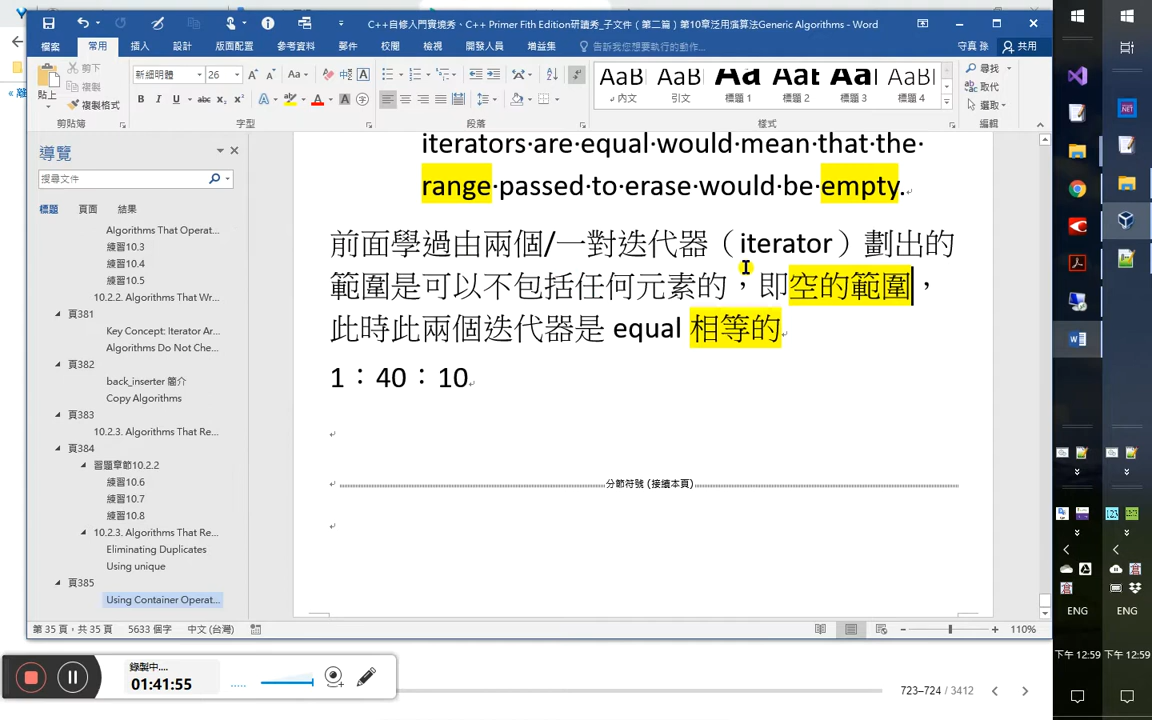 C++自修入門實境秀、C++ Primer Fith Edition研讀秀_子文件（第二篇）第10章泛用演算法Generic Algorithms - Word
檔案 常用 插入 設計 版面配置 參考資料 郵件 校閱 檢視 開發人員 增益集 告訴我您想要執行的動作... 守真 孫 共用
貼上 剪下 複製 複製格式
新細明體 26
AaB AaB Aal Aat Aal AaBl
內文 引文 標題 1 標題 2 標題 3 標題 4
尋找 取代 選取
剪貼簿 字型 段落 樣式 編輯
導覽
搜尋文件
標題 頁面 結果
Algorithms That Operat...
練習10.3
練習10.4
練習10.5
10.2.2. Algorithms That Wr...
頁381
Key Concept: Iterator Ar...
Algorithms Do Not Che...
頁382
back_inserter 簡介
Copy Algorithms
頁383
10.2.3. Algorithms That Re...
頁384
習題章節10.2.2
練習10.6
練習10.7
練習10.8
10.2.3. Algorithms That Re...
Eliminating Duplicates
Using unique
頁385
Using Container Operat...
iterators are equal would mean that the
range passed to erase would be empty.
前面學過由兩個/一對迭代器（iterator）劃出的
範圍是可以不包括任何元素的，即空的範圍，
此時此兩個迭代器是 equal 相等的
1：40：10
分節符號 (接續本頁)
第 35 頁，共 35 頁 5633 個字 中文 (台灣) 110%
錄製中....
01:41:55
723–724 / 3412
ENG ENG
下午 12:59 下午 12:59